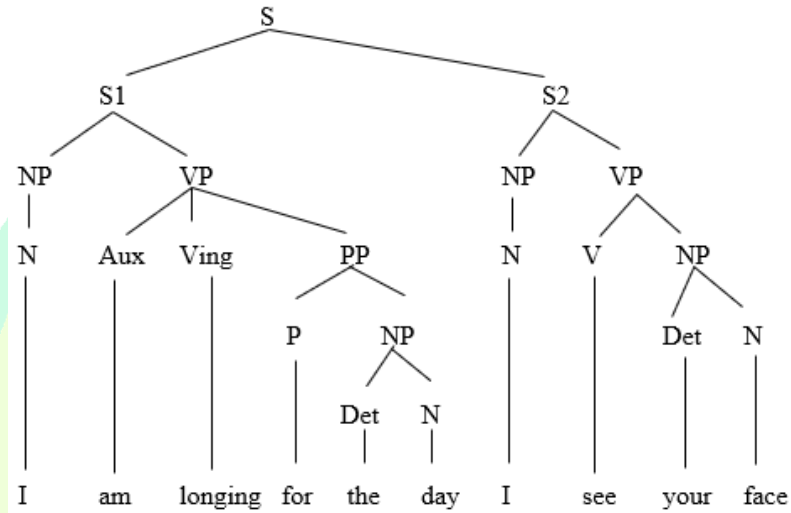 S
S1 S2
NP VP NP VP
N Aux Ving PP N V NP
P NP Det N
Det N
I am longing for the day I see your face